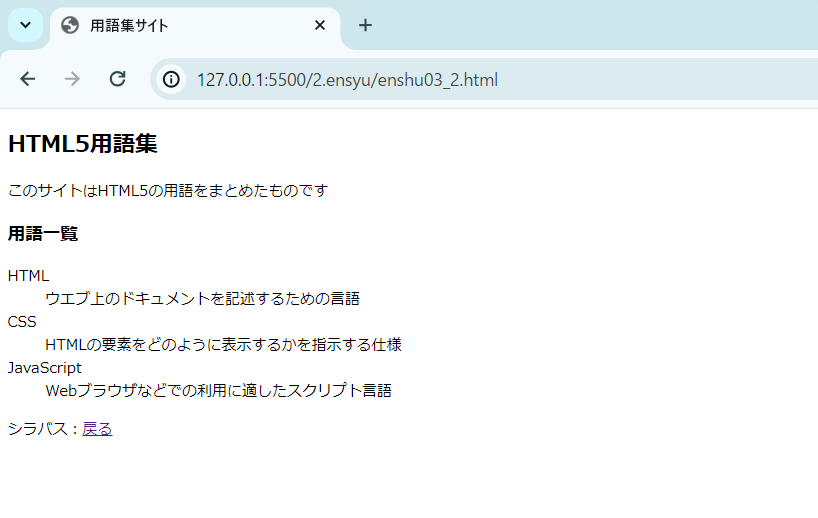 用語集サイト
127.0.0.1:5500/2.ensyu/enshu03_2.html
HTML5用語集
このサイトはHTML5の用語をまとめたものです
用語一覧
HTML
ウエブ上のドキュメントを記述するための言語
CSS
HTMLの要素をどのように表示するかを指示する仕様
JavaScript
Webブラウザなどでの利用に適したスクリプト言語
シラバス：戻る